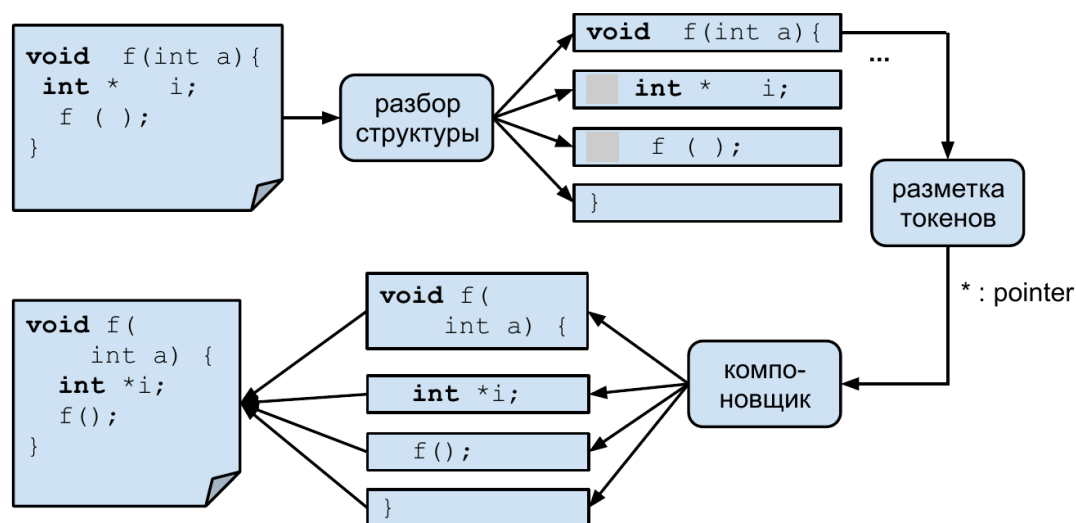 void  f(int a){
 int *   i;
  f ( );
}
разбор
структуры
void  f(int a){
int *   i;
f ( );
}
...
разметка
токенов
* : pointer
компо-
новщик
void f(
    int a) {
  int *i;
  f();
}
void f(
    int a) {
  int *i;
  f();
}